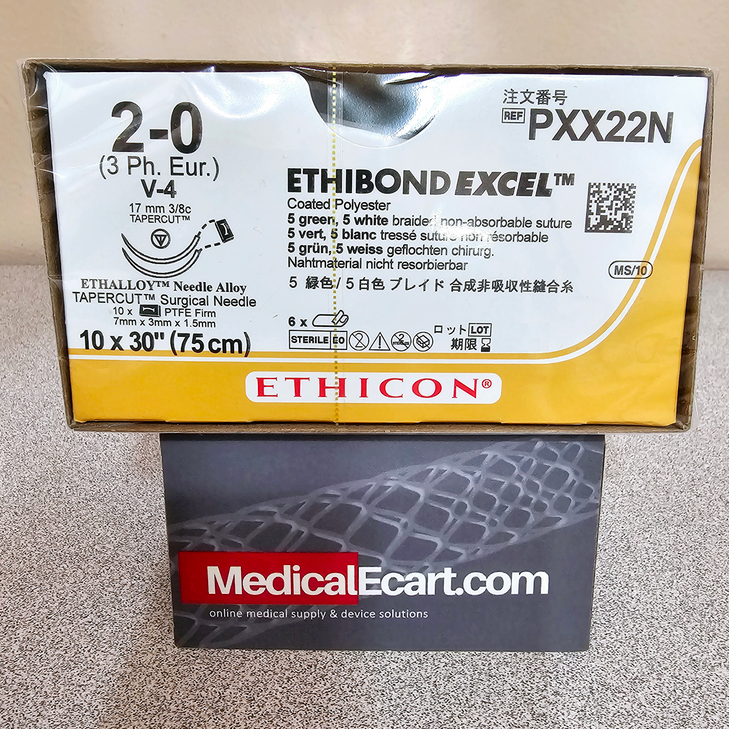 2-0
(3 Ph. Eur.)
V-4
17 mm 3/8c
TAPERCUT™
ETHALLOY™ Needle Alloy
TAPERCUT™ Surgical Needle
10 x PTFE Firm
7mm x 3mm x 1.5mm
10 x 30" (75 cm)
注文番号
REF PXX22N
ETHIBOND EXCEL™
Coated Polyester
5 green, 5 white braided non-absorbable suture
5 vert, 5 blanc tressé suture non résorbable
5 grün, 5 weiss geflochten chirurg.
Nahtmaterial nicht resorbierbar
5 緑色/5 白色 ブレイド 合成非吸収性縫合糸
MS/10
6 x
STERILE EO
ロット LOT
期限
ETHICON®
MedicalEcart.com
online medical supply & device solutions